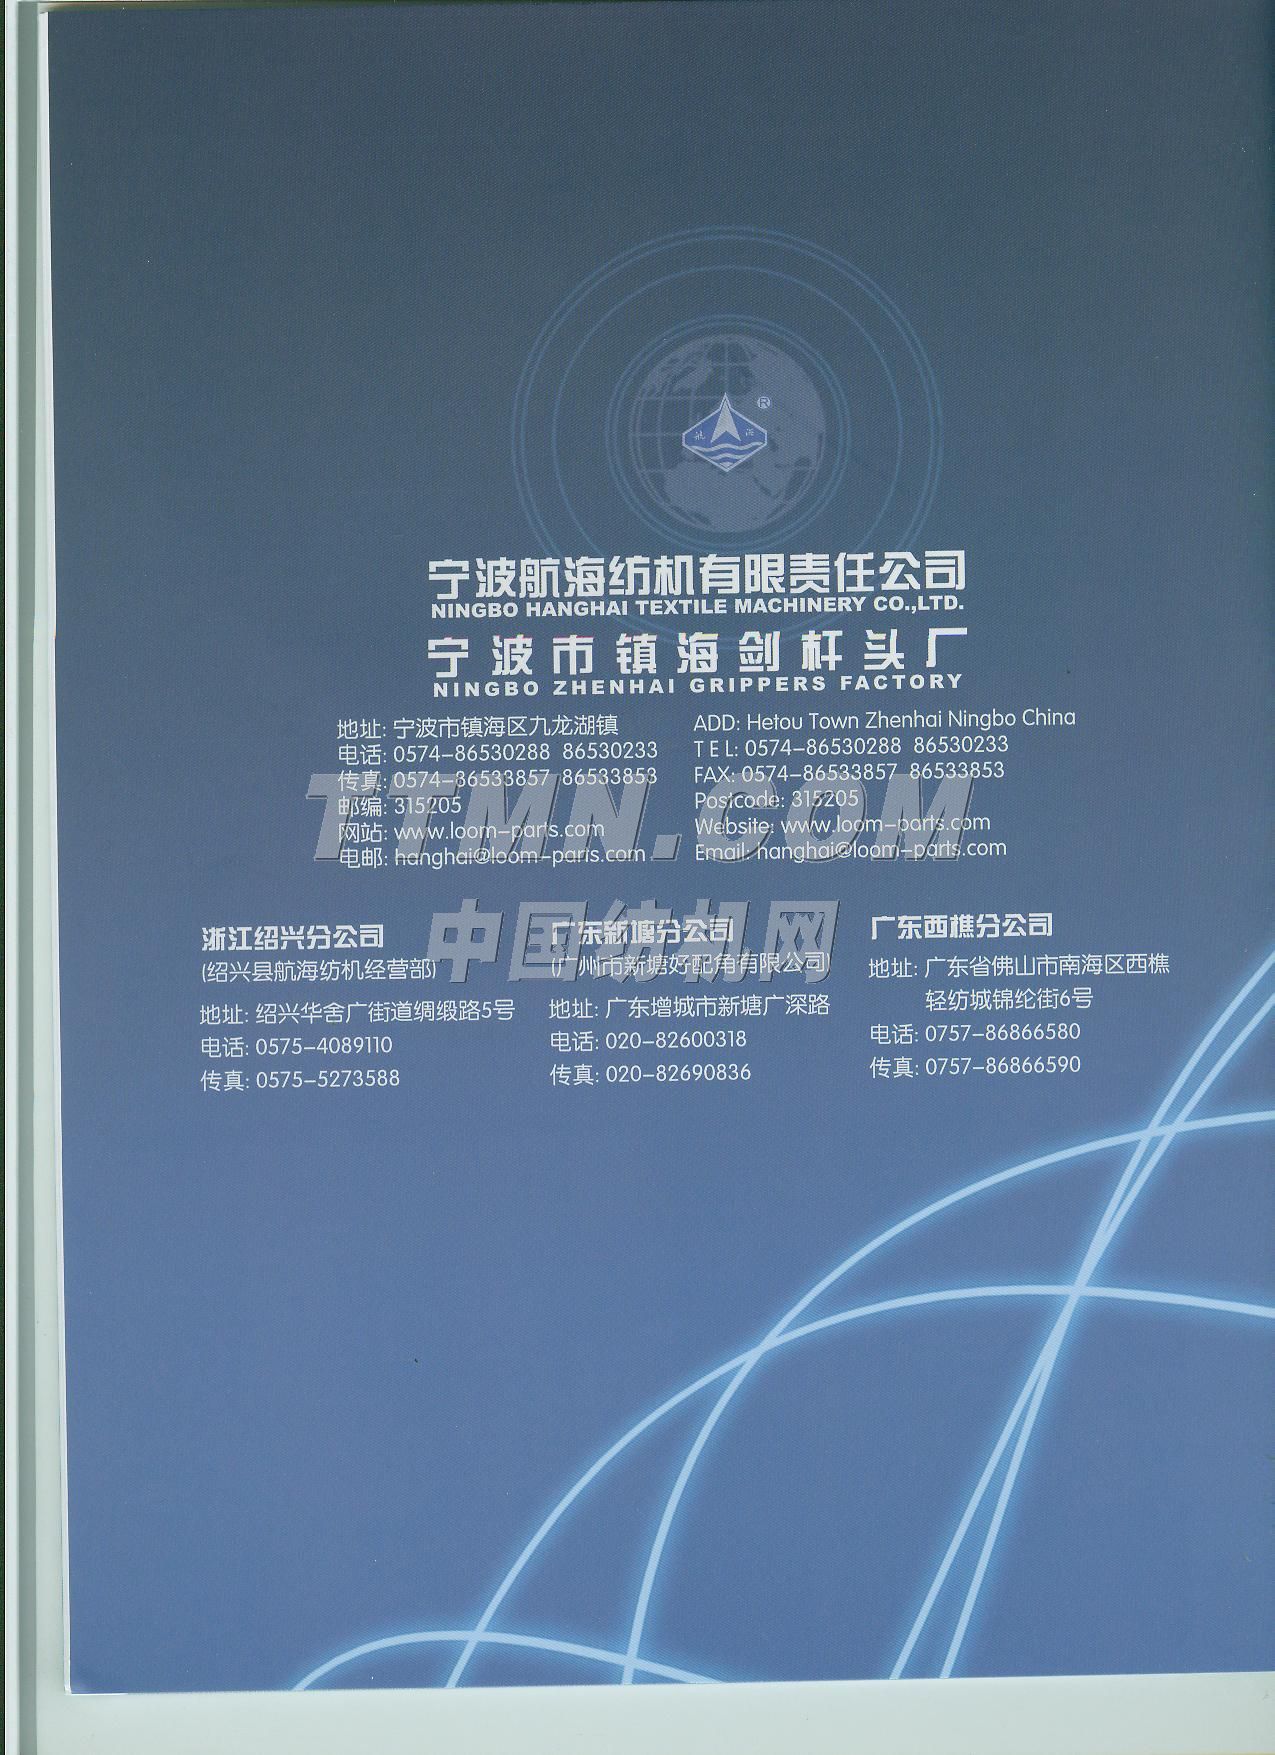 航 海 ®
宁波航海纺机有限责任公司
NINGBO HANGHAI TEXTILE MACHINERY CO.,LTD.
宁波市镇海剑杆头厂
NINGBO ZHENHAI GRIPPERS FACTORY
地址: 宁波市镇海区九龙湖镇
电话: 0574-86530288 86530233
传真: 0574-86533857 86533853
邮编: 315205
网站: www.loom-parts.com
电邮: hanghai@loom-parts.com
ADD: Hetou Town Zhenhai Ningbo China
TEL: 0574-86530288 86530233
FAX: 0574-86533857 86533853
Postcode: 315205
Website: www.loom-parts.com
Email: hanghai@loom-parts.com
TTMN.COM
中国纺机网
浙江绍兴分公司
(绍兴县航海纺机经营部)
地址: 绍兴华舍广街道绸缎路5号
电话: 0575-4089110
传真: 0575-5273588
广东新塘分公司
(广州市新塘好配角有限公司)
地址: 广东增城市新塘广深路
电话: 020-82600318
传真: 020-82690836
广东西樵分公司
地址: 广东省佛山市南海区西樵
轻纺城锦纶街6号
电话: 0757-86866580
传真: 0757-86866590